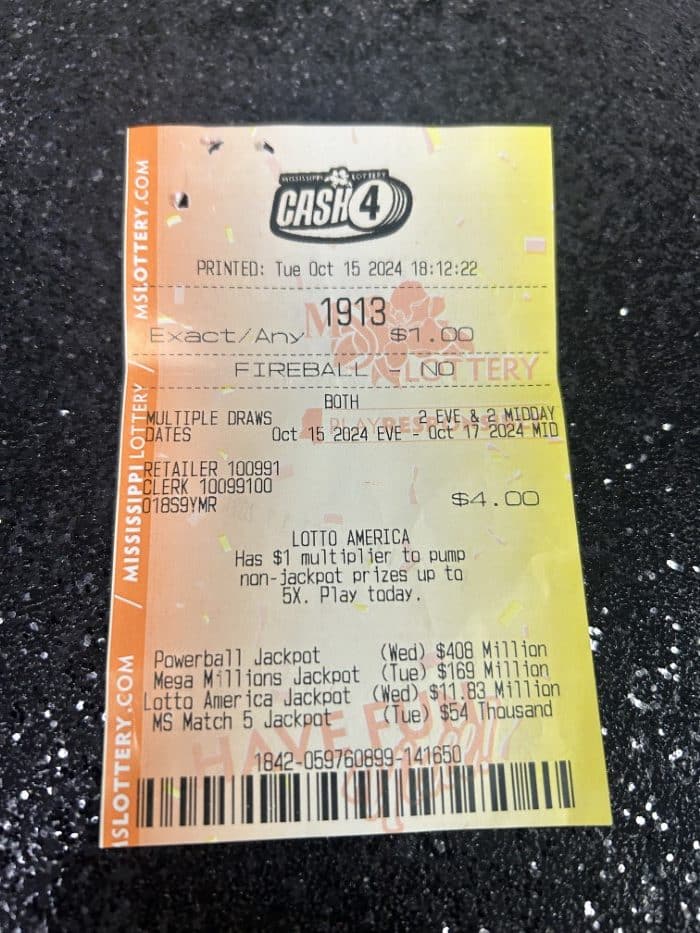 MISSISSIPPI LOTTERY
CASH 4
PRINTED: Tue Oct 15 2024 18:12:22
1913
Exact/Any $1.00
FIREBALL - NO
LOTTERY
BOTH
MULTIPLE DRAWS 2 EVE & 2 MIDDAY
DATES Oct 15 2024 EVE - Oct 17 2024 MID
RETAILER 100991
CLERK 10099100
018S9YMR $4.00
LOTTO AMERICA
Has $1 multiplier to pump
non-jackpot prizes up to
5X. Play today.
Powerball Jackpot (Wed) $408 Million
Mega Millions Jackpot (Tue) $169 Million
Lotto America Jackpot (Wed) $11.83 Million
MS Match 5 Jackpot (Tue) $54 Thousand
HAVE FUN!
1842-059760899-141650
MSLOTTERY.COM / MISSISSIPPI LOTTERY / MSLOTTERY.COM